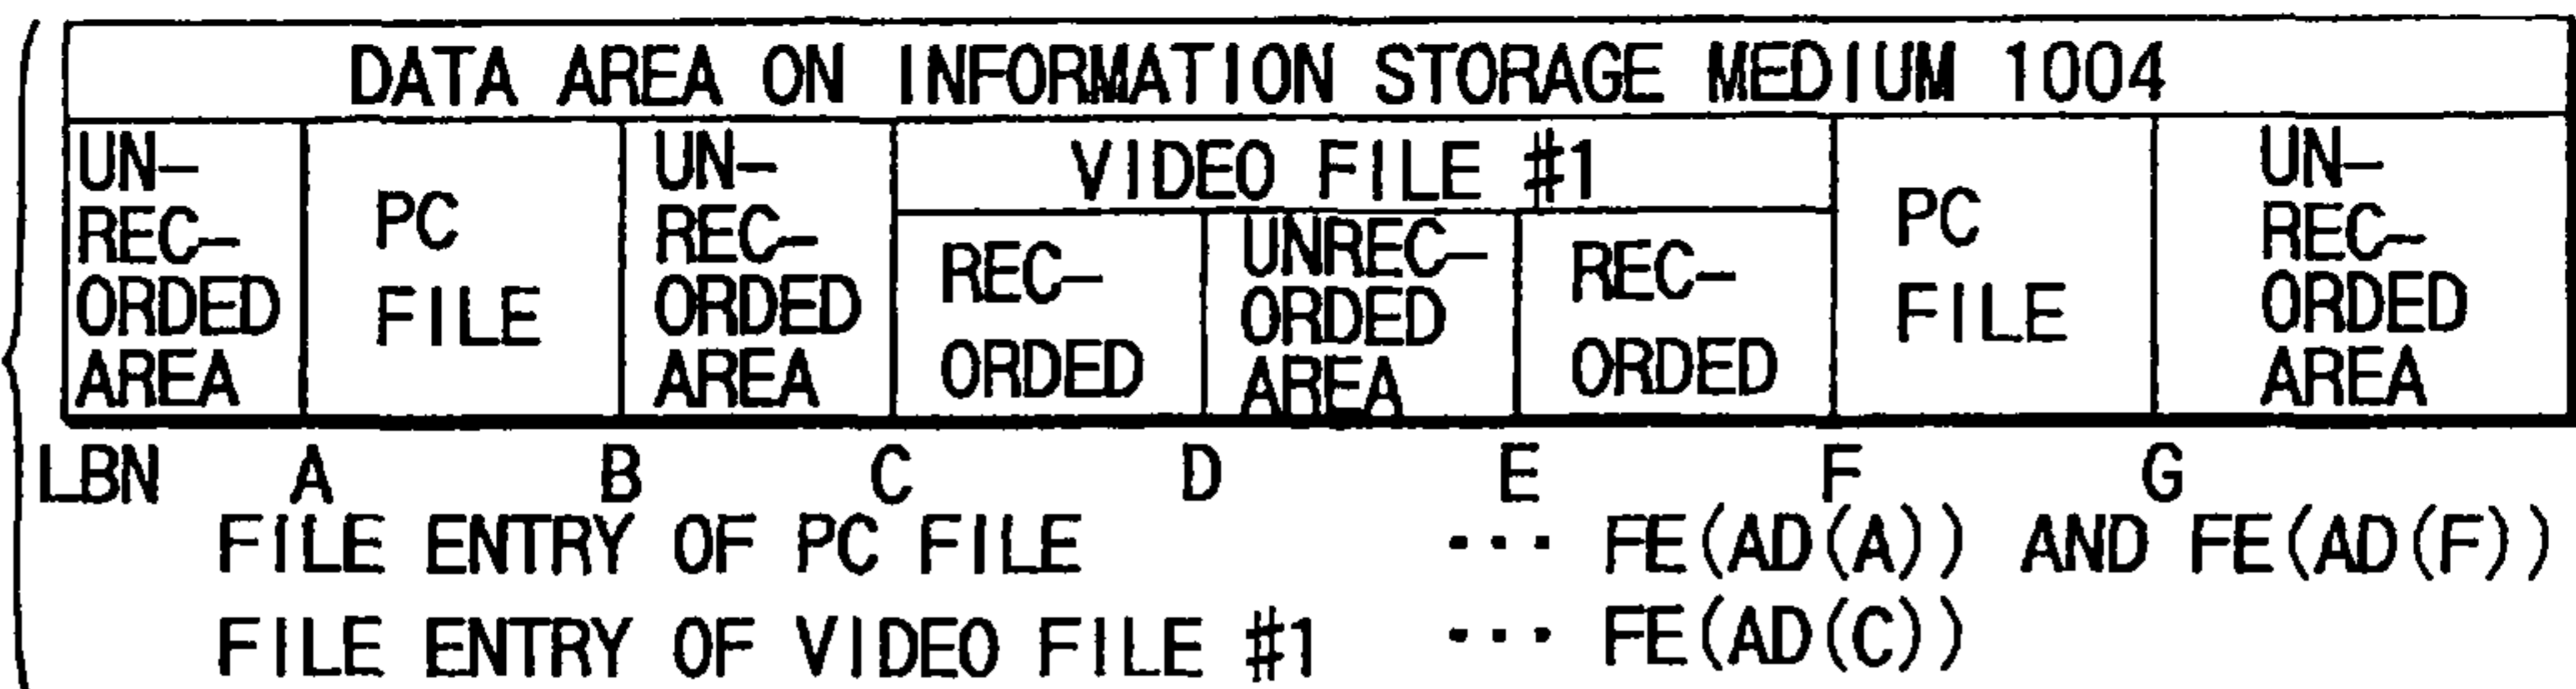 DATA AREA ON INFORMATION STORAGE MEDIUM 1004
UN-
REC-
ORDED
AREA
PC
FILE
UN-
REC-
ORDED
AREA
VIDEO FILE #1
REC-
ORDED
UNREC-
ORDED
AREA
REC-
ORDED
PC
FILE
UN-
REC-
ORDED
AREA
LBN A B C D E F G
FILE ENTRY OF PC FILE ··· FE(AD(A)) AND FE(AD(F))
FILE ENTRY OF VIDEO FILE #1 ··· FE(AD(C))